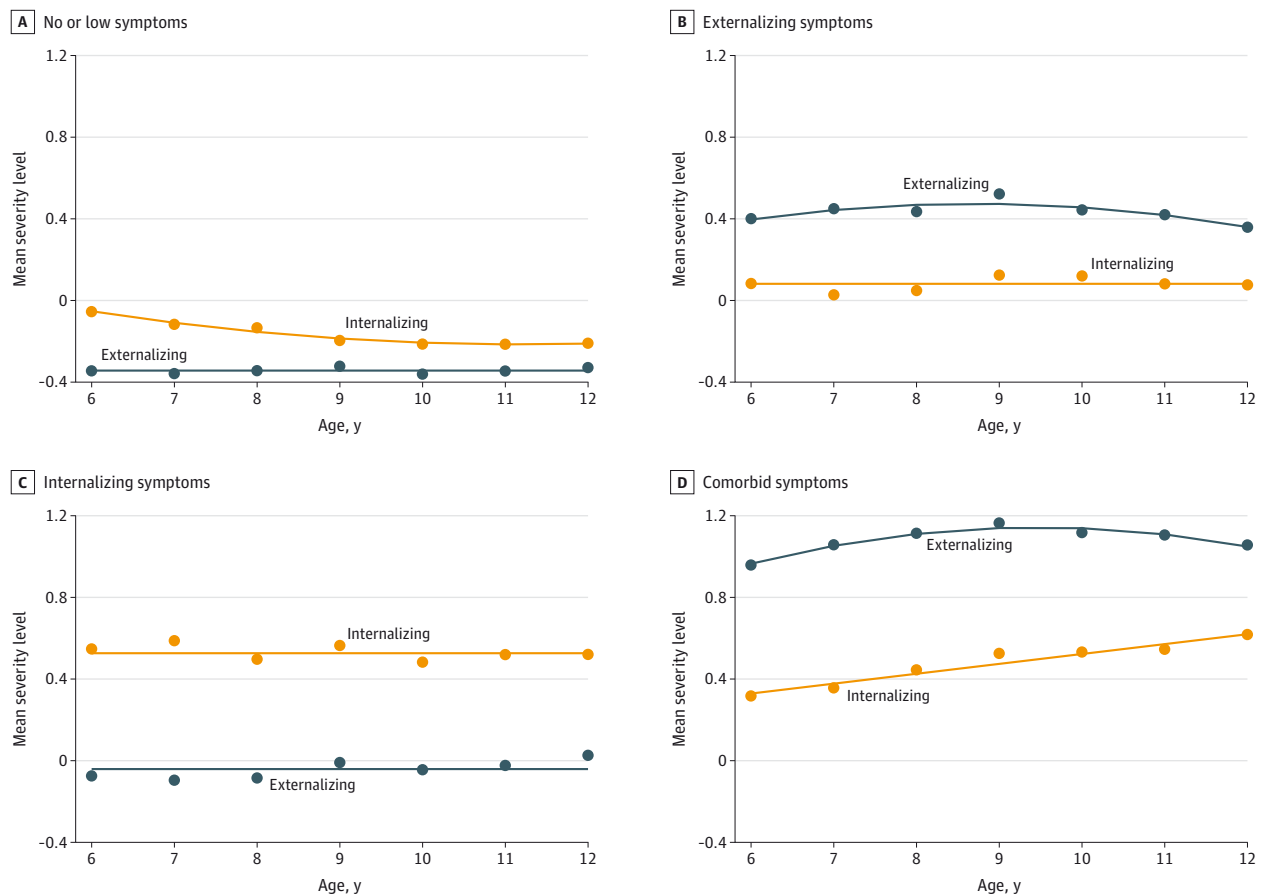 A No or low symptoms
1.2
0.8
0.4
0
−0.4
Mean severity level
Internalizing
Externalizing
6 7 8 9 10 11 12
Age, y
B Externalizing symptoms
1.2
0.8
0.4
0
−0.4
Mean severity level
Externalizing
Internalizing
6 7 8 9 10 11 12
Age, y
C Internalizing symptoms
1.2
0.8
0.4
0
−0.4
Mean severity level
Internalizing
Externalizing
6 7 8 9 10 11 12
Age, y
D Comorbid symptoms
1.2
0.8
0.4
0
−0.4
Mean severity level
Externalizing
Internalizing
6 7 8 9 10 11 12
Age, y